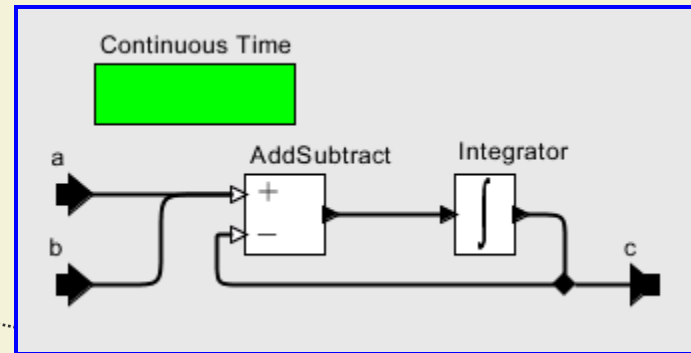 Continuous Time
AddSubtract
Integrator
a
+
∫
b
−
c